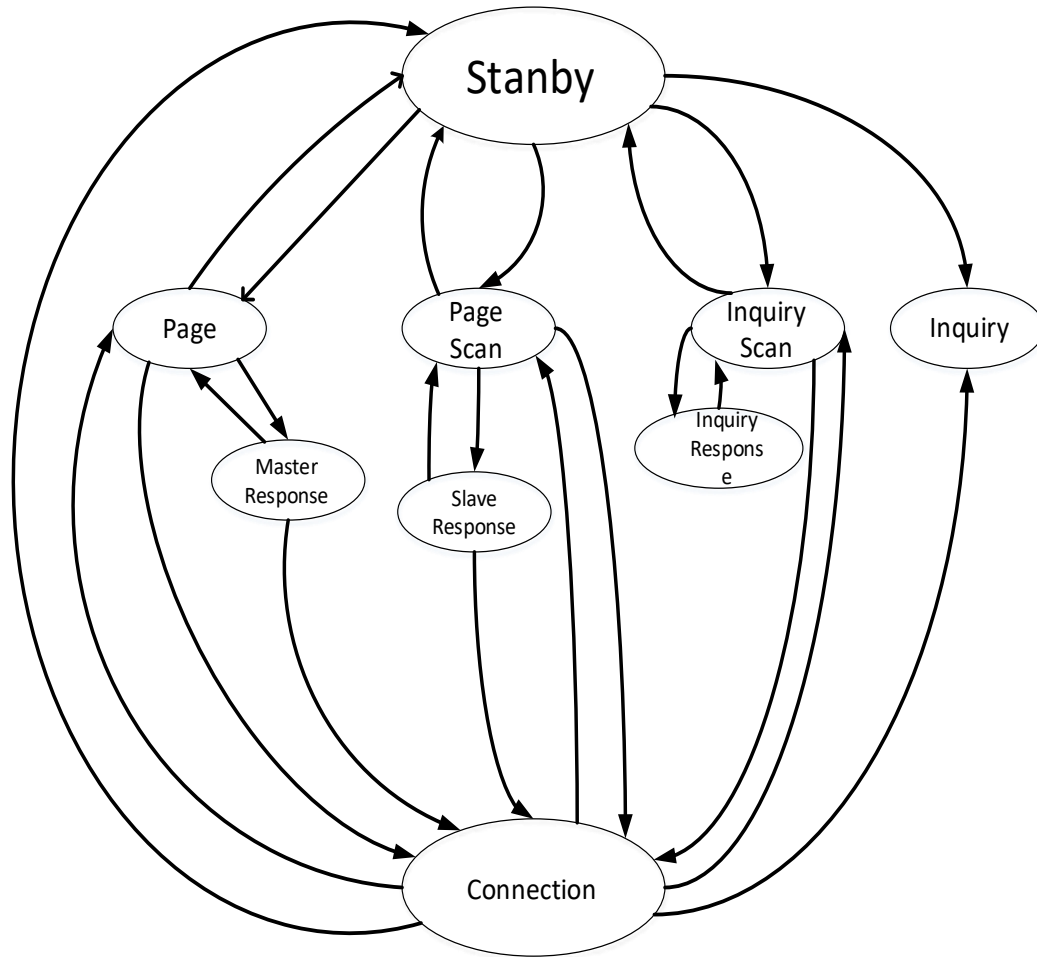 Stanby
Page
Page
Scan
Inquiry
Scan
Inquiry
Master
Response
Slave
Response
Inquiry
Respons
e
Connection